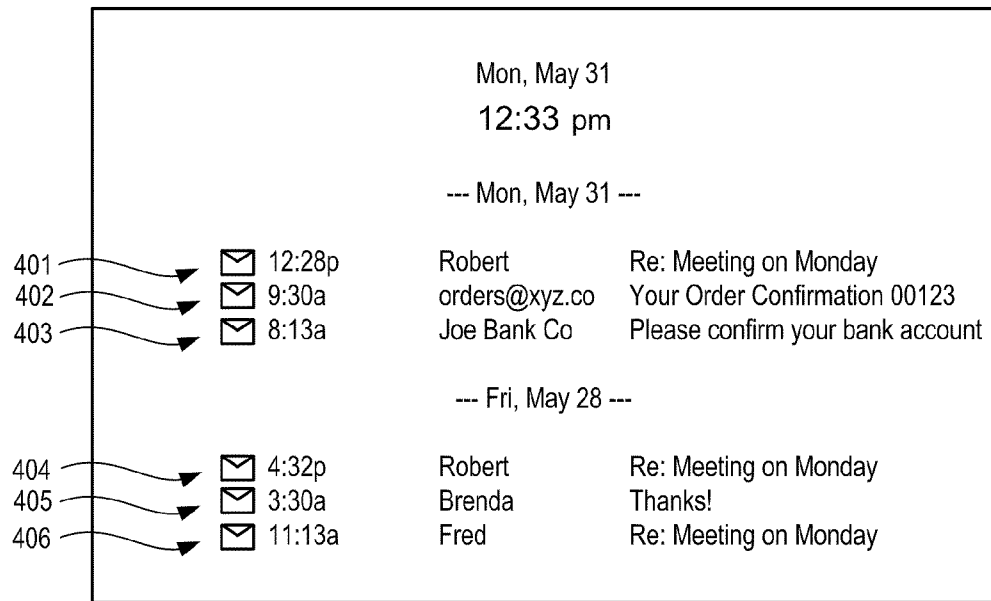 Mon, May 31
12:33 pm
--- Mon, May 31 ---
401 12:28p Robert Re: Meeting on Monday
402 9:30a orders@xyz.co Your Order Confirmation 00123
403 8:13a Joe Bank Co Please confirm your bank account
--- Fri, May 28 ---
404 4:32p Robert Re: Meeting on Monday
405 3:30a Brenda Thanks!
406 11:13a Fred Re: Meeting on Monday